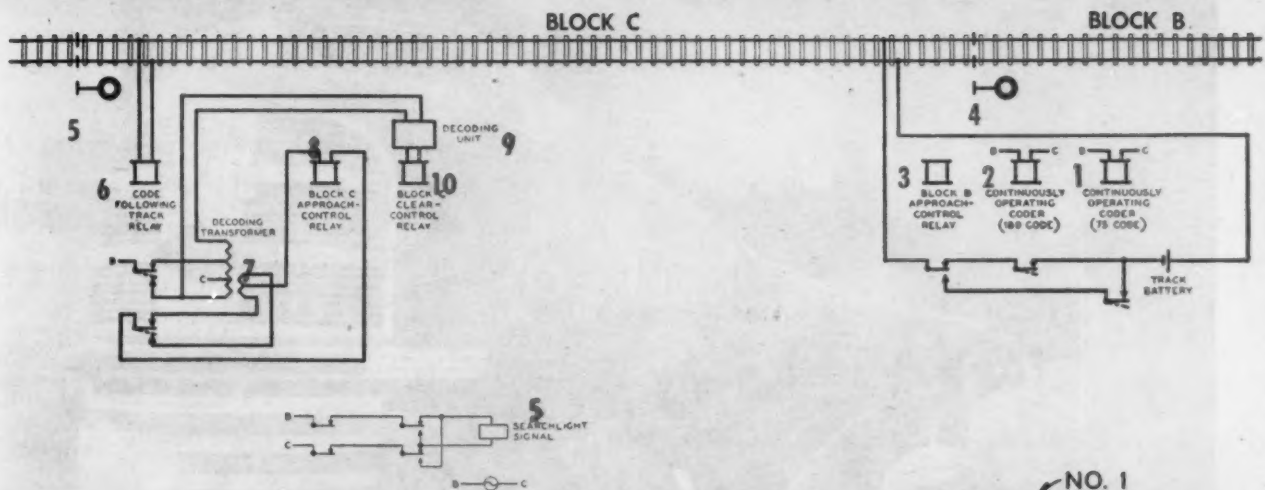 BLOCK C
BLOCK B
5
4
6
CODE
FOLLOWING
TRACK
RELAY
DECODING
TRANSFORMER
7
B
C
8
BLOCK C
APPROACH-
CONTROL
RELAY
DECODING
UNIT
9
10
BLOCK
CLEAR-
CONTROL
RELAY
3
BLOCK B
APPROACH-
CONTROL
RELAY
B C
2
CONTINUOUSLY
OPERATING
CODER
(180 CODE)
B C
1
CONTINUOUSLY
OPERATING
CODER
(75 CODE)
TRACK
BATTERY
B
C
5
SEARCHLIGHT
SIGNAL
B C
NO. 1